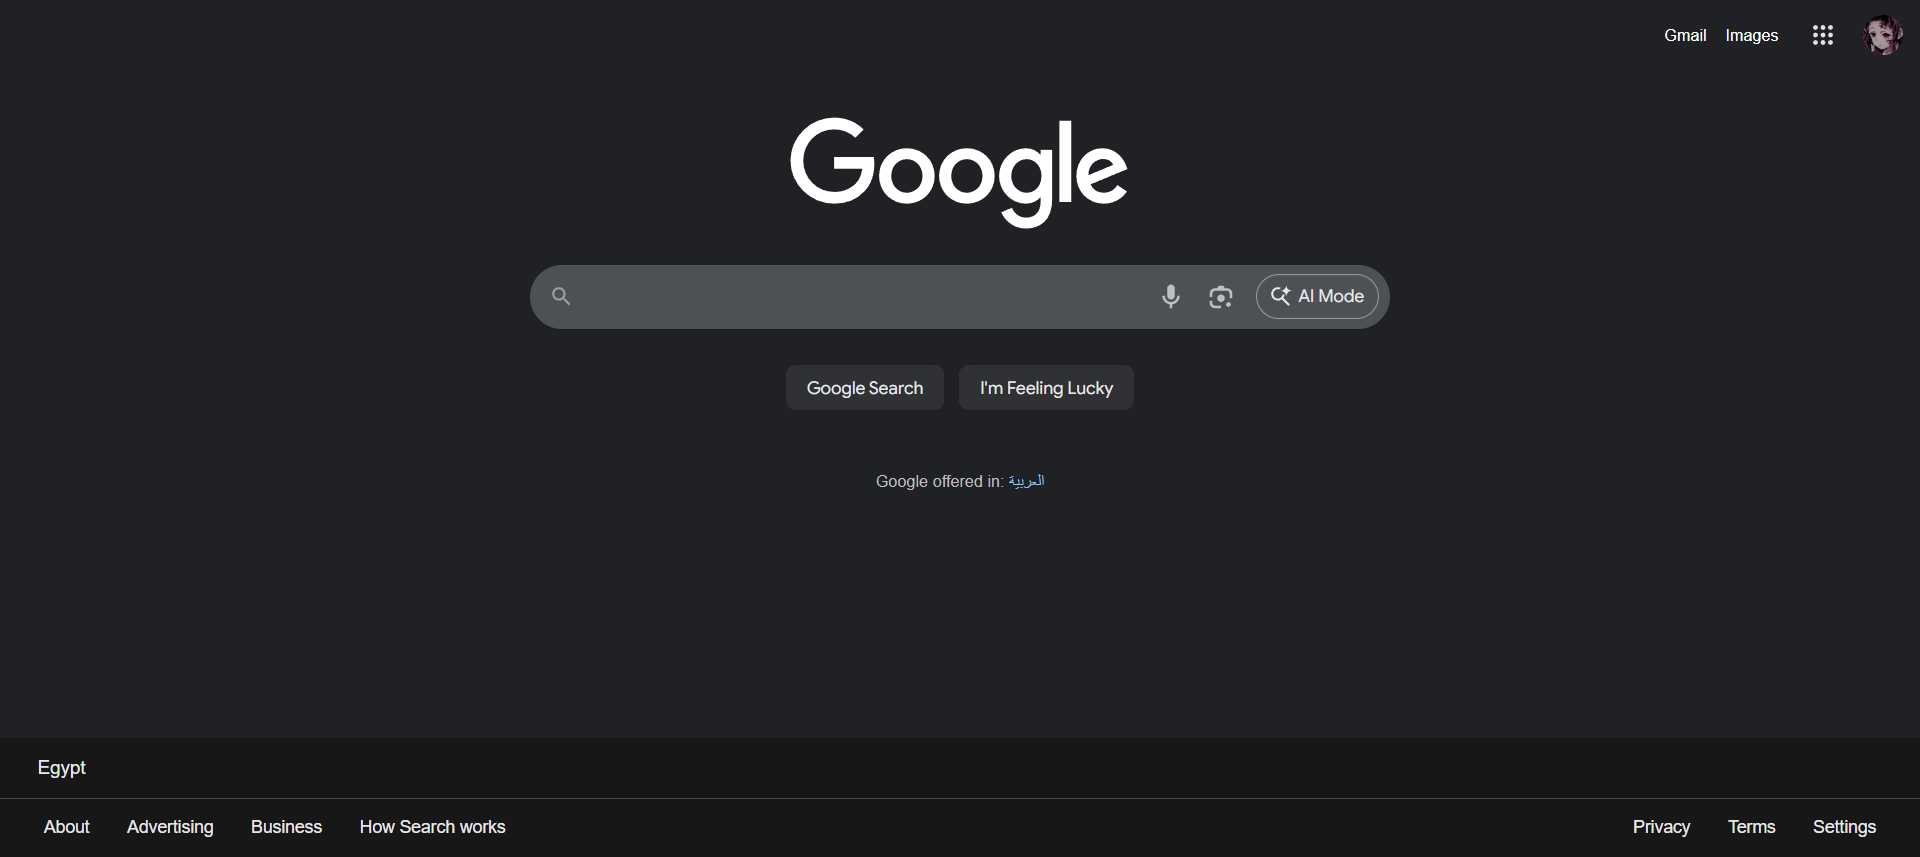 Gmail Images
Google
AI Mode
Google Search I'm Feeling Lucky
Google offered in: العربية
Egypt
About Advertising Business How Search works Privacy Terms Settings